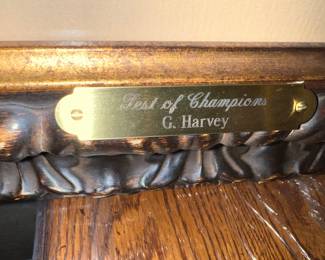 Test of Champions
G. Harvey